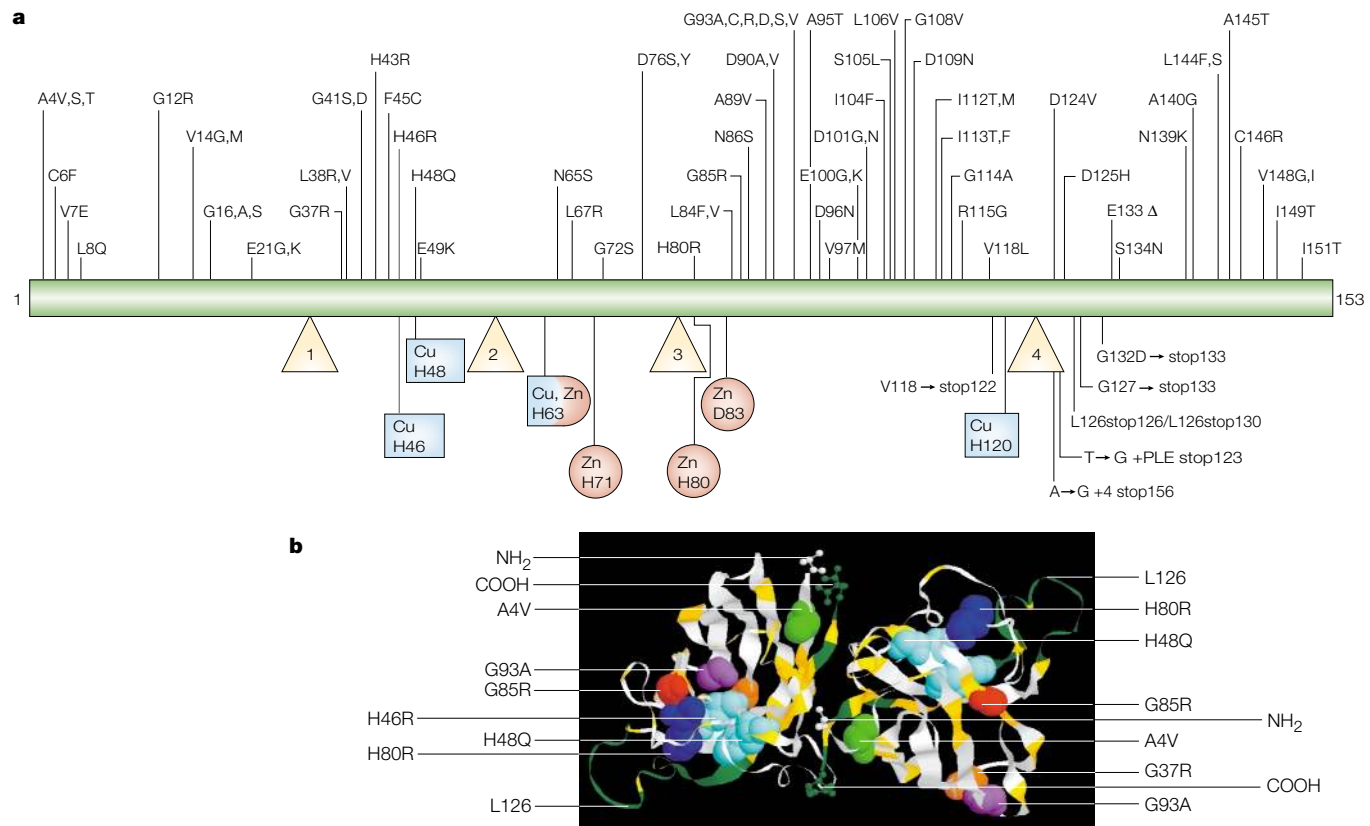 a
G93A,C,R,D,S,V
A95T
L106V
G108V
A145T
H43R
D76S,Y
D90A,V
S105L
D109N
L144F,S
A4V,S,T
G12R
G41S,D
F45C
A89V
I104F
I112T,M
D124V
A140G
V14G,M
H46R
N86S
D101G,N
I113T,F
N139K
C146R
C6F
L38R,V
H48Q
N65S
G85R
E100G,K
G114A
D125H
V148G,I
V7E
G16,A,S
G37R
L67R
L84F,V
D96N
R115G
E133 Δ
I149T
L8Q
E21G,K
E49K
G72S
H80R
V97M
V118L
S134N
I151T
1
153
1
2
3
4
Cu
H48
Cu
H46
Cu, Zn
H63
Zn
H71
Zn
H80
Zn
D83
Cu
H120
V118→stop122
G132D→stop133
G127→stop133
L126stop126/L126stop130
T→G +PLE stop123
A→G +4 stop156
b
NH2
COOH
A4V
G93A
G85R
H46R
H48Q
H80R
L126
L126
H80R
H48Q
G85R
NH2
A4V
G37R
COOH
G93A